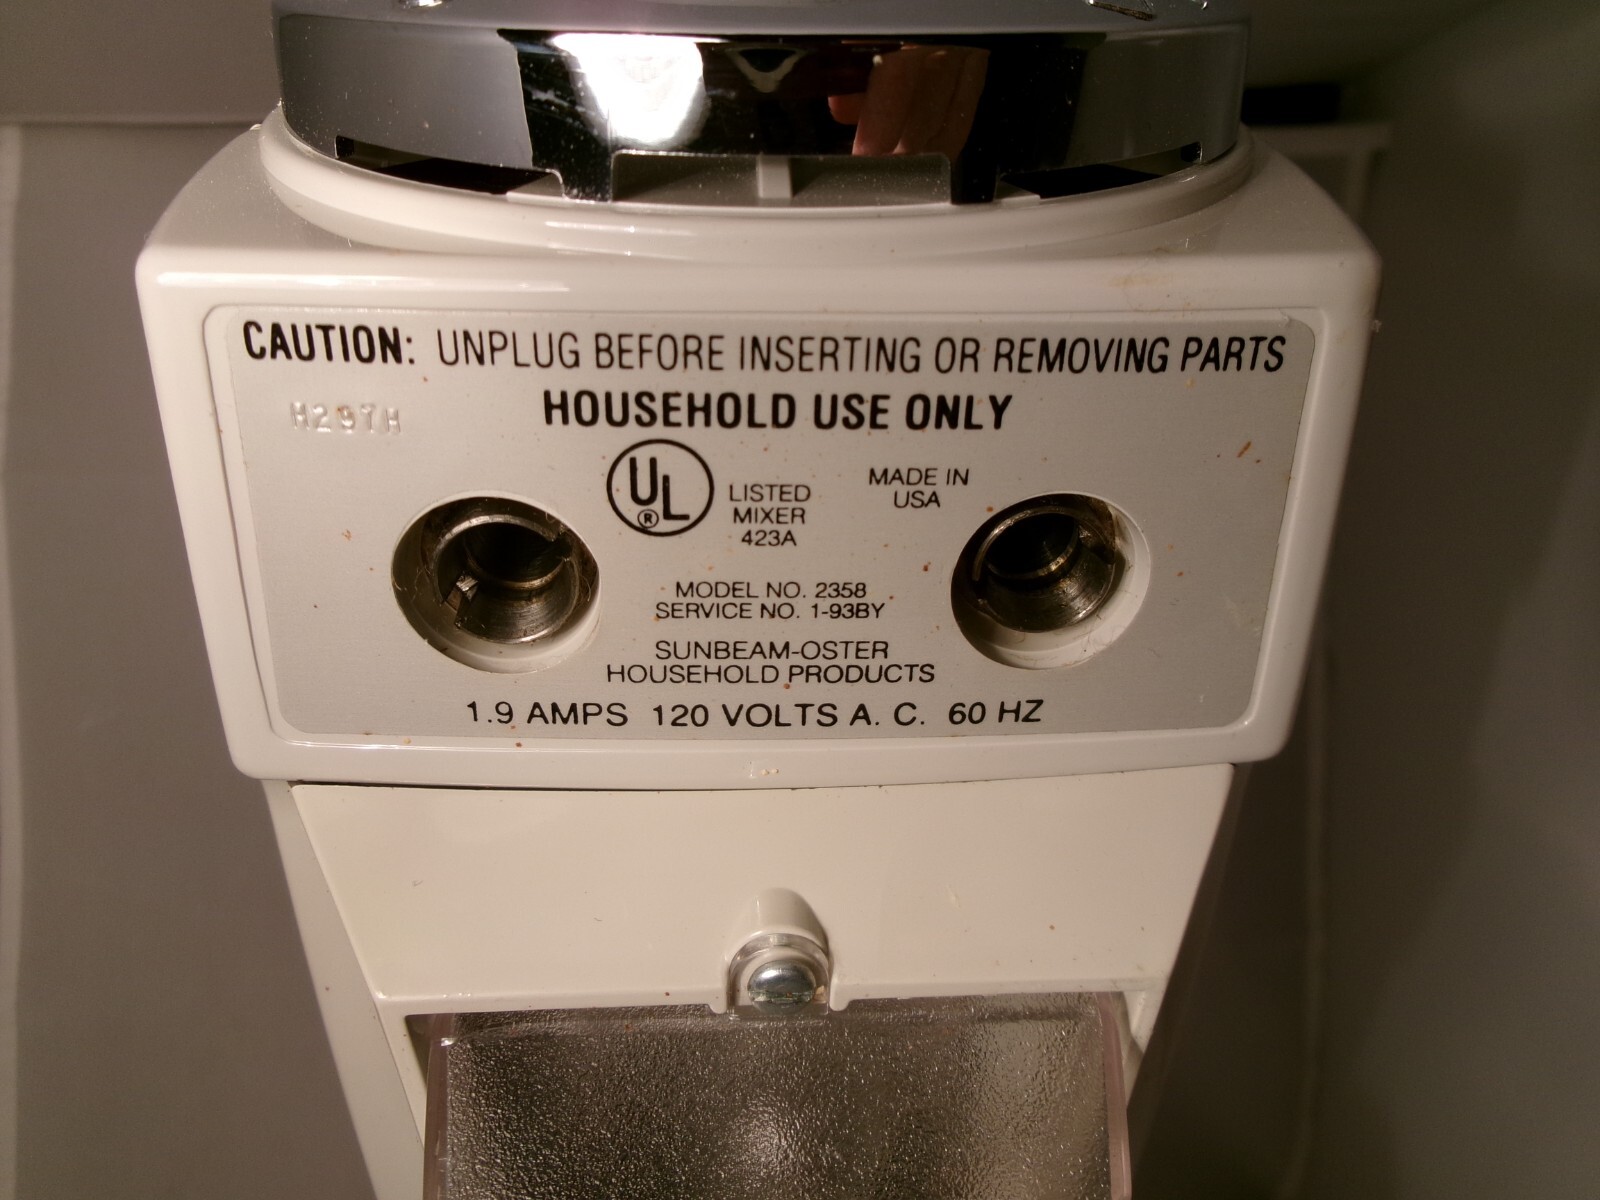 CAUTION: UNPLUG BEFORE INSERTING OR REMOVING PARTS
HOUSEHOLD USE ONLY
H297H
UL
®
LISTED
MIXER
423A
MADE IN
USA
MODEL NO. 2358
SERVICE NO. 1-93BY
SUNBEAM-OSTER
HOUSEHOLD PRODUCTS
1.9 AMPS 120 VOLTS A. C. 60 HZ